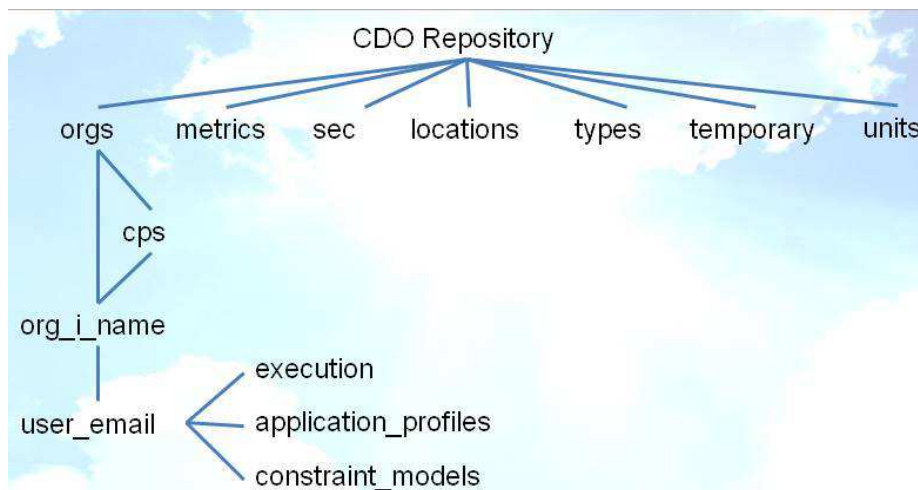 CDO Repository
orgs metrics sec locations types temporary units
cps
org_i_name
execution
user_email application_profiles
constraint_models